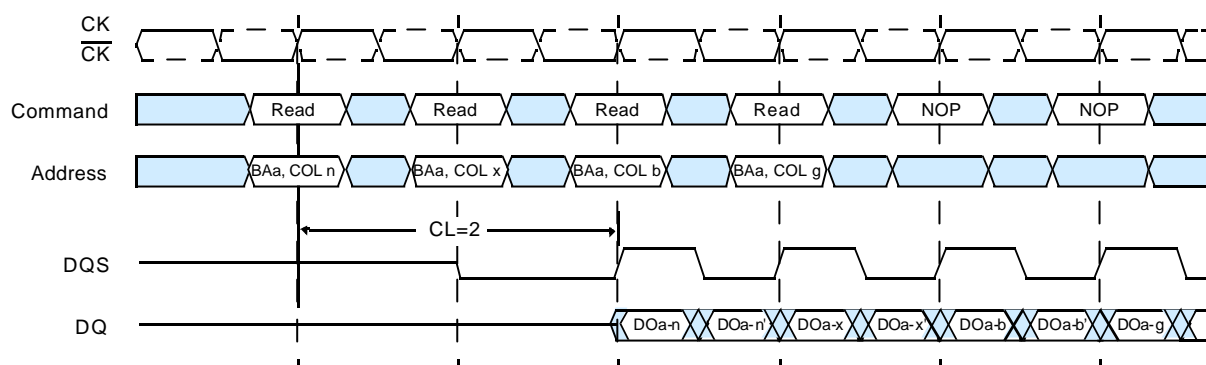 CK
CK
Command Read Read Read Read NOP NOP
Address BAa, COL n BAa, COL x BAa, COL b BAa, COL g
CL=2
DQS
DQ DOa-n DOa-n' DOa-x DOa-x' DOa-b DOa-b' DOa-g